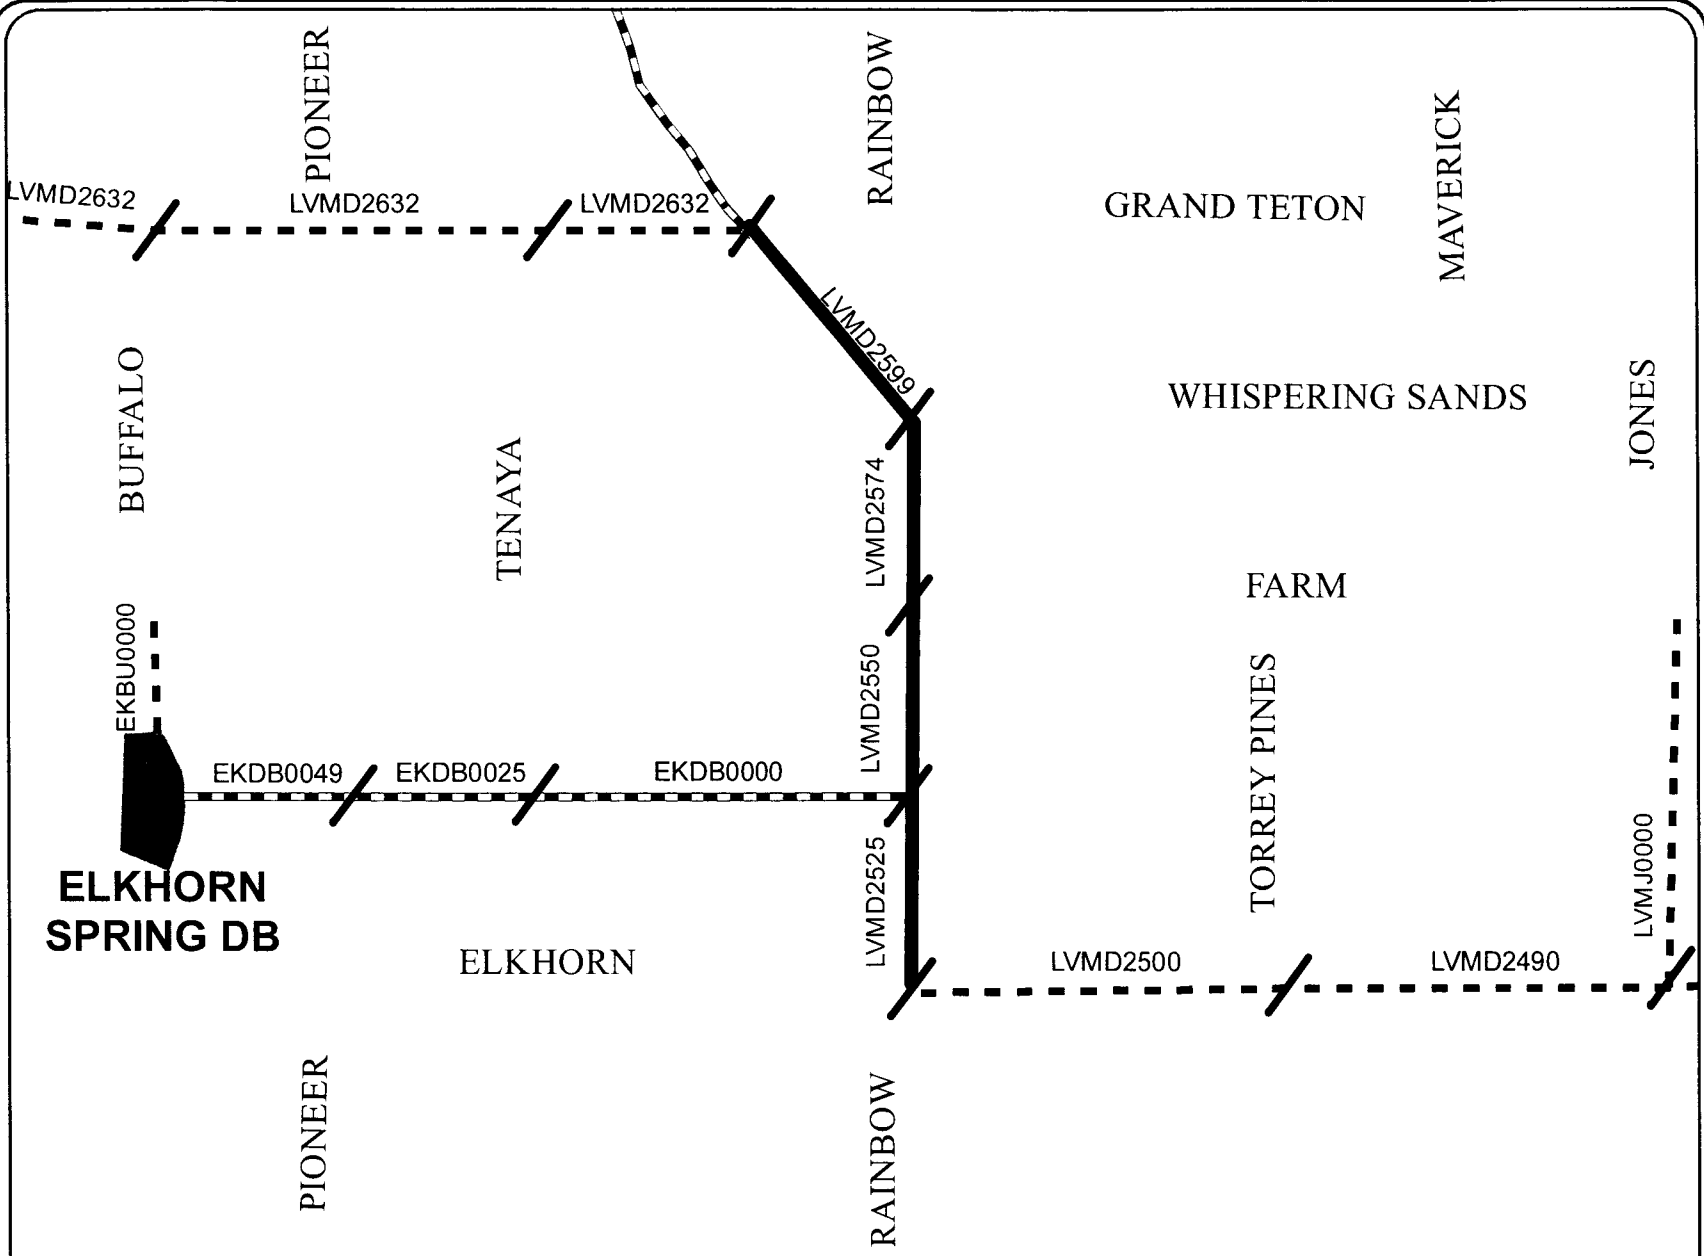 PIONEER
RAINBOW
MAVERICK
LVMD2632
LVMD2632
LVMD2632
GRAND TETON
LVMD2599
BUFFALO
WHISPERING SANDS
JONES
TENAYA
LVMD2574
FARM
EKBU0000
LVMD2550
TORREY PINES
EKDB0049
EKDB0025
EKDB0000
LVMD2525
LVMJ0000
ELKHORN
SPRING DB
ELKHORN
LVMD2500
LVMD2490
PIONEER
RAINBOW